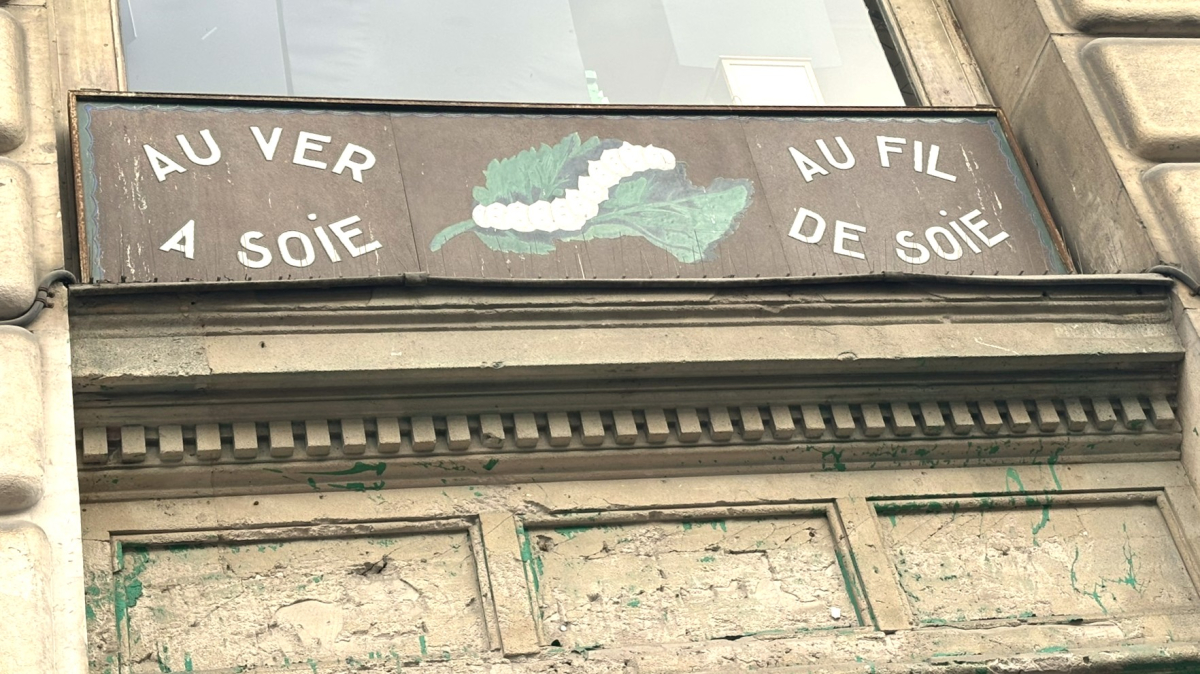 AU VER
A SOiE
AU FIL
DE SOiE